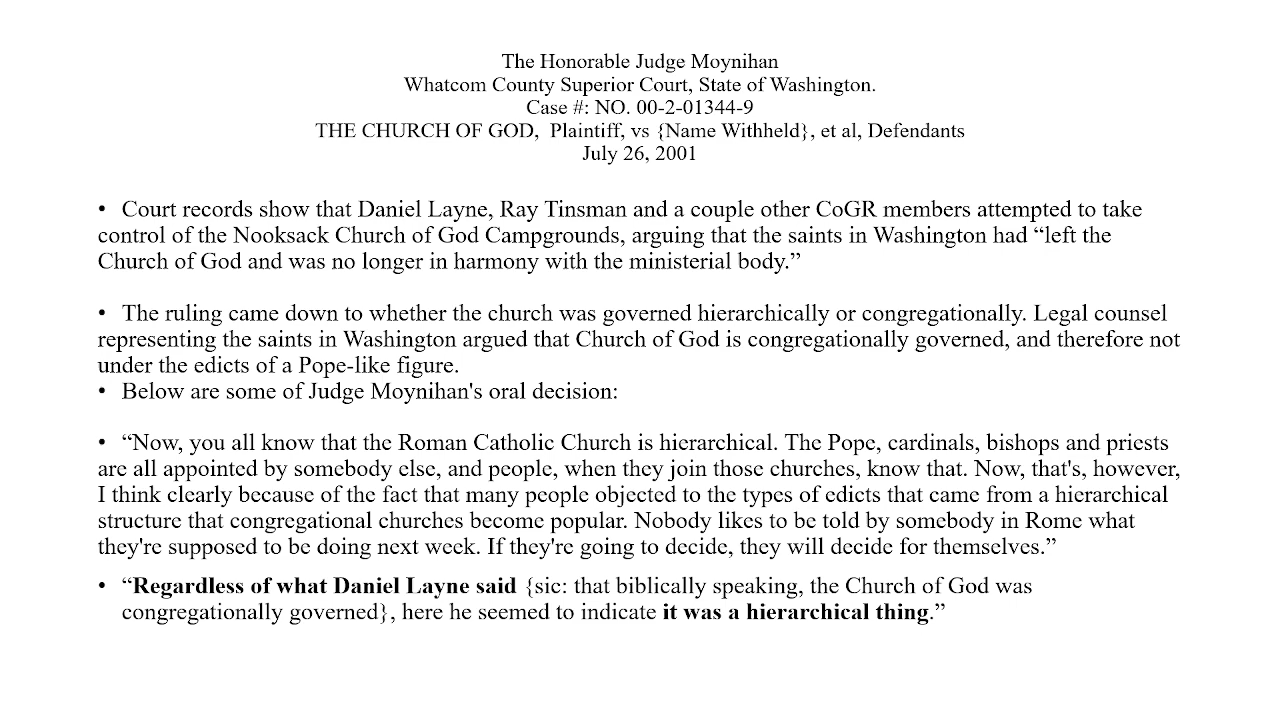 The Honorable Judge Moynihan
Whatcom County Superior Court, State of Washington.
Case #: NO. 00-2-01344-9
THE CHURCH OF GOD,  Plaintiff, vs {Name Withheld}, et al, Defendants
July 26, 2001
• Court records show that Daniel Layne, Ray Tinsman and a couple other CoGR members attempted to take
control of the Nooksack Church of God Campgrounds, arguing that the saints in Washington had “left the
Church of God and was no longer in harmony with the ministerial body.”
• The ruling came down to whether the church was governed hierarchically or congregationally. Legal counsel
representing the saints in Washington argued that Church of God is congregationally governed, and therefore not
under the edicts of a Pope-like figure.
• Below are some of Judge Moynihan's oral decision:
• “Now, you all know that the Roman Catholic Church is hierarchical. The Pope, cardinals, bishops and priests
are all appointed by somebody else, and people, when they join those churches, know that. Now, that's, however,
I think clearly because of the fact that many people objected to the types of edicts that came from a hierarchical
structure that congregational churches become popular. Nobody likes to be told by somebody in Rome what
they're supposed to be doing next week. If they're going to decide, they will decide for themselves.”
• “Regardless of what Daniel Layne said {sic: that biblically speaking, the Church of God was
congregationally governed}, here he seemed to indicate it was a hierarchical thing.”